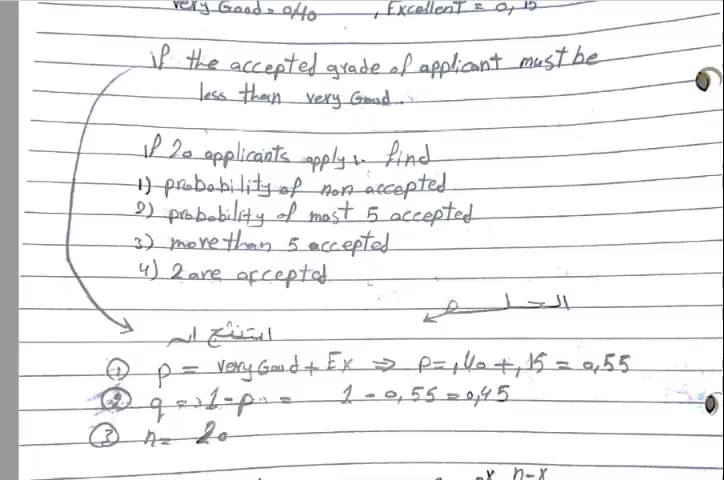 very Good = 0,40 , Excellent = 0,15
if the accepted grade of applicant must be
less than very Good.
if 20 applicants apply. find
1) probability of non accepted
2) probability of most 5 accepted
3) more than 5 accepted
4) 2 are accepted
الحل
استنتج
① P = very Good + Ex ⇒ P = ,40 + ,15 = 0,55
② q = 1 - p = 1 - 0,55 = 0,45
③ n = 20